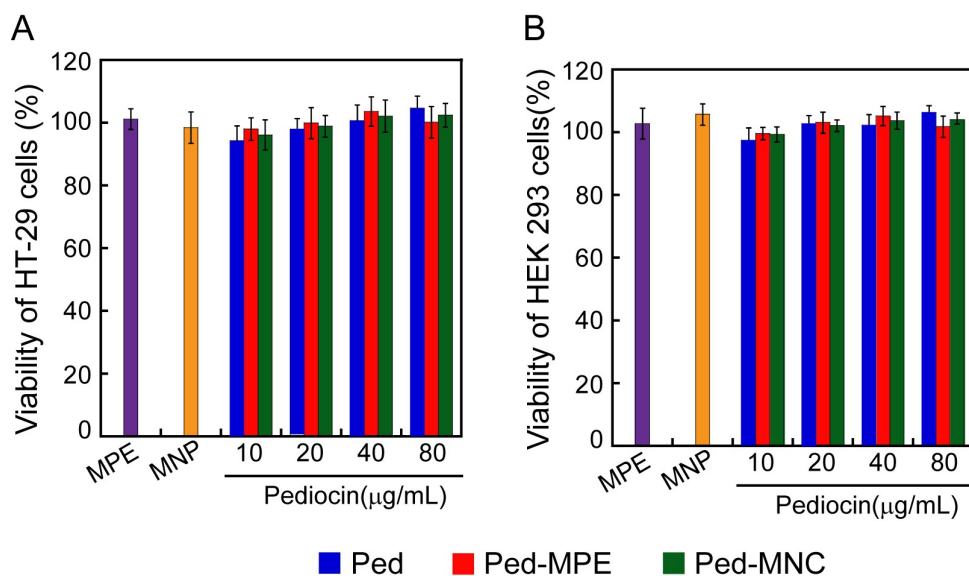 A
Viability of HT-29 cells (%)
120
100
80
60
40
20
0
MPE
MNP
10 20 40 80
Pediocin(μg/mL)
B
Viability of HEK 293 cells(%)
120
100
80
60
40
20
0
MPE
MNP
10 20 40 80
Pediocin(μg/mL)
Ped Ped-MPE Ped-MNC